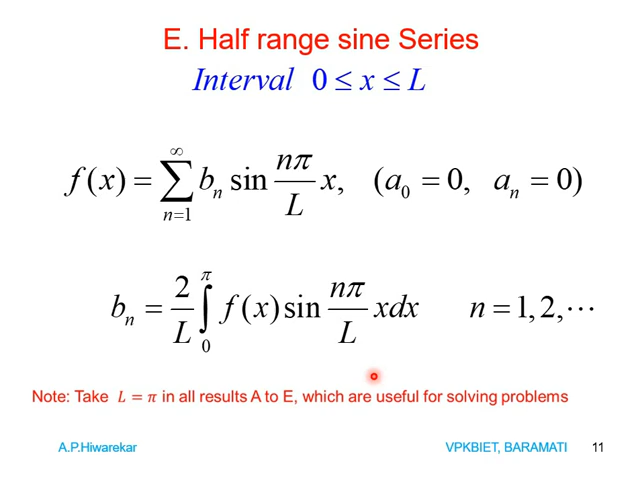 E. Half range sine Series
Interval 0 ≤ x ≤ L
f(x) = ∑_{n=1}^{∞} b_n sin (nπ/L) x, (a_0 = 0, a_n = 0)
b_n = (2/L) ∫_0^π f(x) sin (nπ/L) xdx n = 1, 2, ⋯
Note: Take L = π in all results A to E, which are useful for solving problems
A.P.Hiwarekar VPKBIET, BARAMATI 11